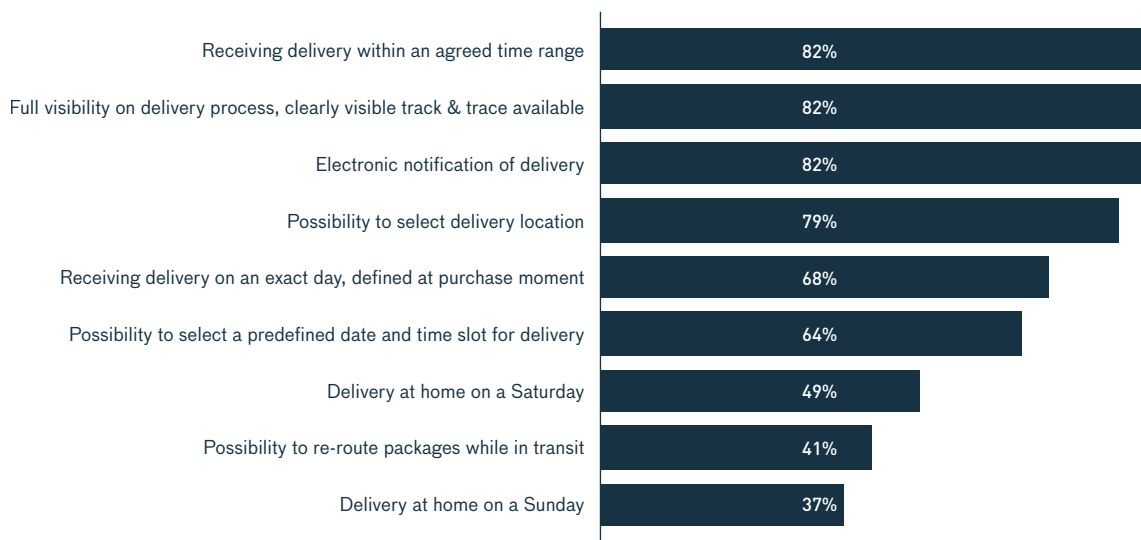 Receiving delivery within an agreed time range 82%
Full visibility on delivery process, clearly visible track & trace available 82%
Electronic notification of delivery 82%
Possibility to select delivery location 79%
Receiving delivery on an exact day, defined at purchase moment 68%
Possibility to select a predefined date and time slot for delivery 64%
Delivery at home on a Saturday 49%
Possibility to re-route packages while in transit 41%
Delivery at home on a Sunday 37%